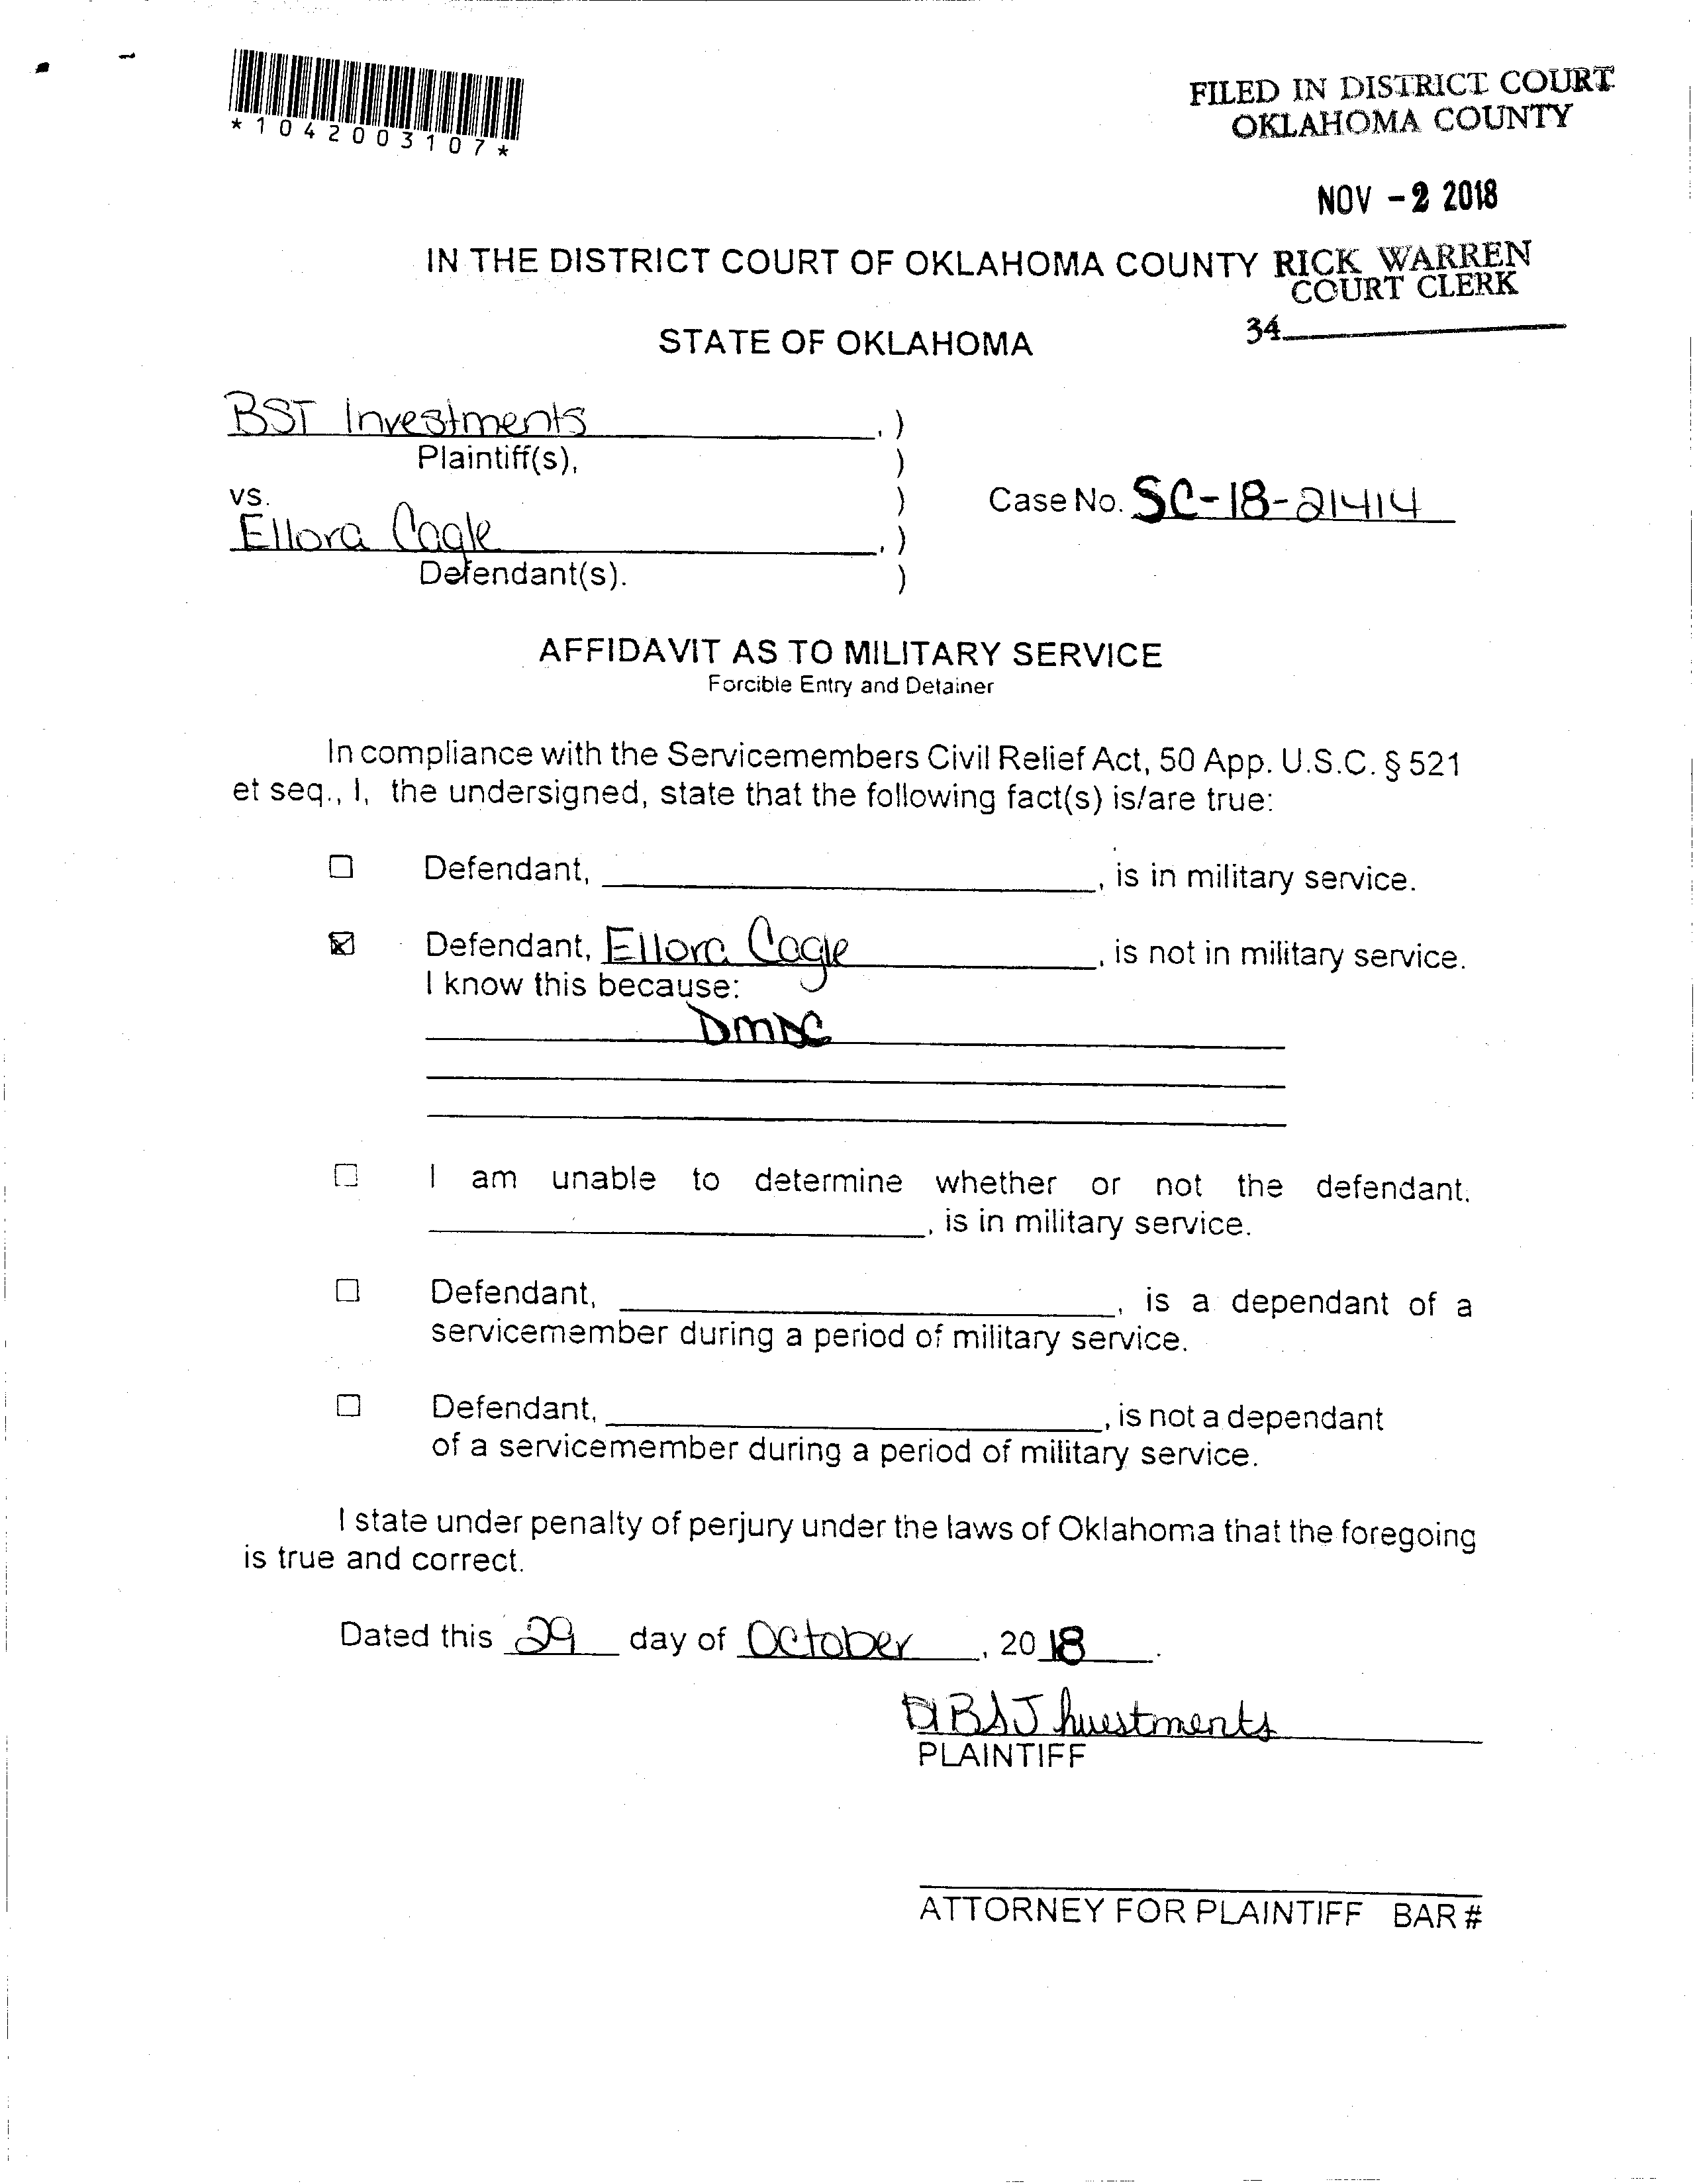 *1042003107*
FILED IN DISTRICT COURT
OKLAHOMA COUNTY
NOV - 2 2018
IN THE DISTRICT COURT OF OKLAHOMA COUNTY RICK WARREN
COURT CLERK
STATE OF OKLAHOMA
34
BST Investments , )
Plaintiff(s), )
vs. ) Case No. SC-18-21414
Ellora Cagle , )
Defendant(s). )
AFFIDAVIT AS TO MILITARY SERVICE
Forcible Entry and Detainer
In compliance with the Servicemembers Civil Relief Act, 50 App. U.S.C. § 521
et seq., I, the undersigned, state that the following fact(s) is/are true:
☐ Defendant, , is in military service.
☒ Defendant, Ellora Cagle , is not in military service.
I know this because:
DMDC
☐ I am unable to determine whether or not the defendant,
, is in military service.
☐ Defendant, , is a dependant of a
servicemember during a period of military service.
☐ Defendant, , is not a dependant
of a servicemember during a period of military service.
I state under penalty of perjury under the laws of Oklahoma that the foregoing
is true and correct.
Dated this 29 day of October , 20 18 .
Investments
PLAINTIFF
ATTORNEY FOR PLAINTIFF BAR #